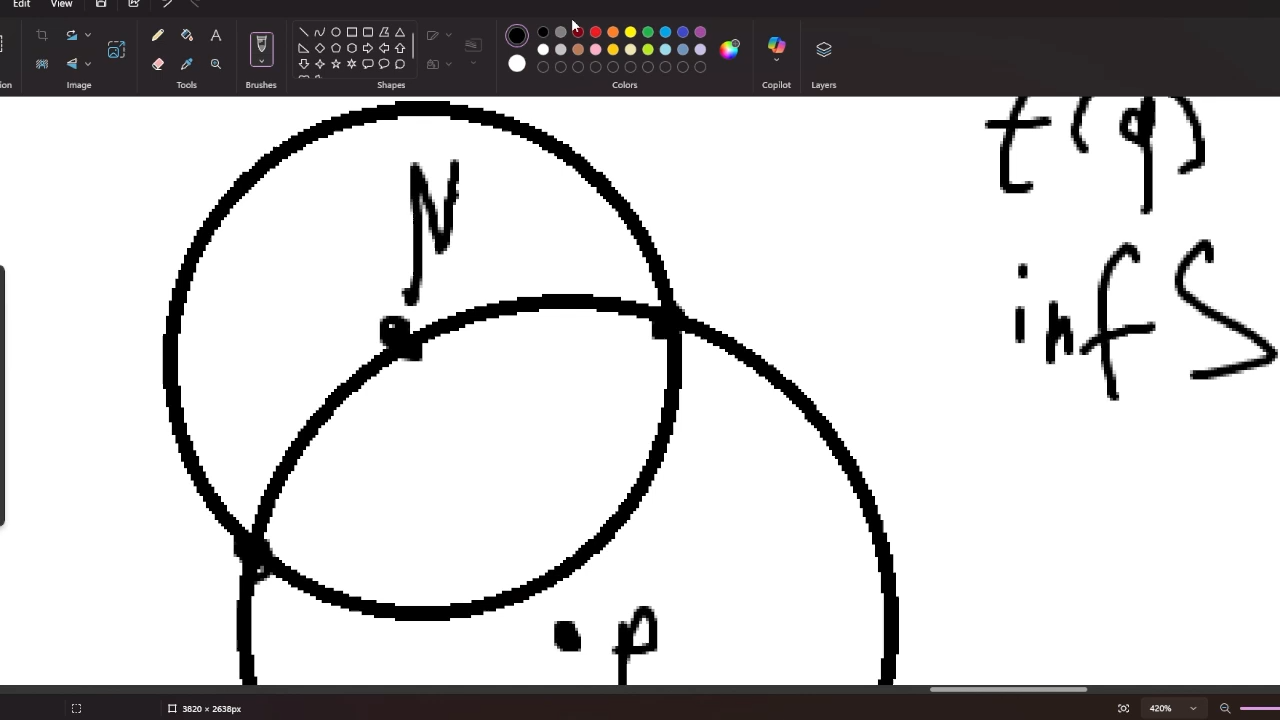 Edit View
Image
Tools
Brushes
Shapes
Colors
Copilot
Layers
A
N
t(q)
inf S
P
3820 × 2638px
420%